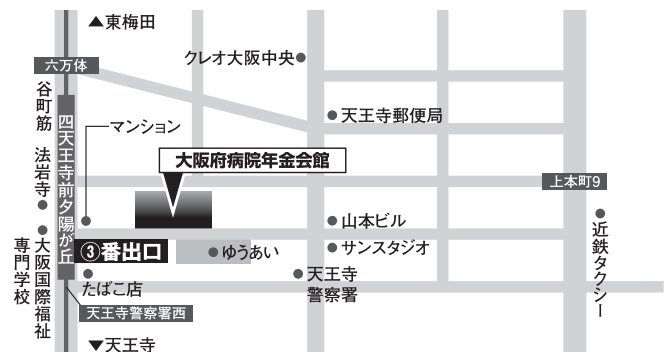 ▲東梅田
クレオ大阪中央●
六万体
谷町筋
法岩寺●
四天王寺前夕陽が丘
マンション
●天王寺郵便局
大阪府病院年金会館
上本町9
●山本ビル
●サンスタジオ
●近鉄タクシー
③番出口
●ゆうあい
●大阪国際福祉
専門学校
たばこ店
●天王寺
警察署
天王寺警察署西
▼天王寺